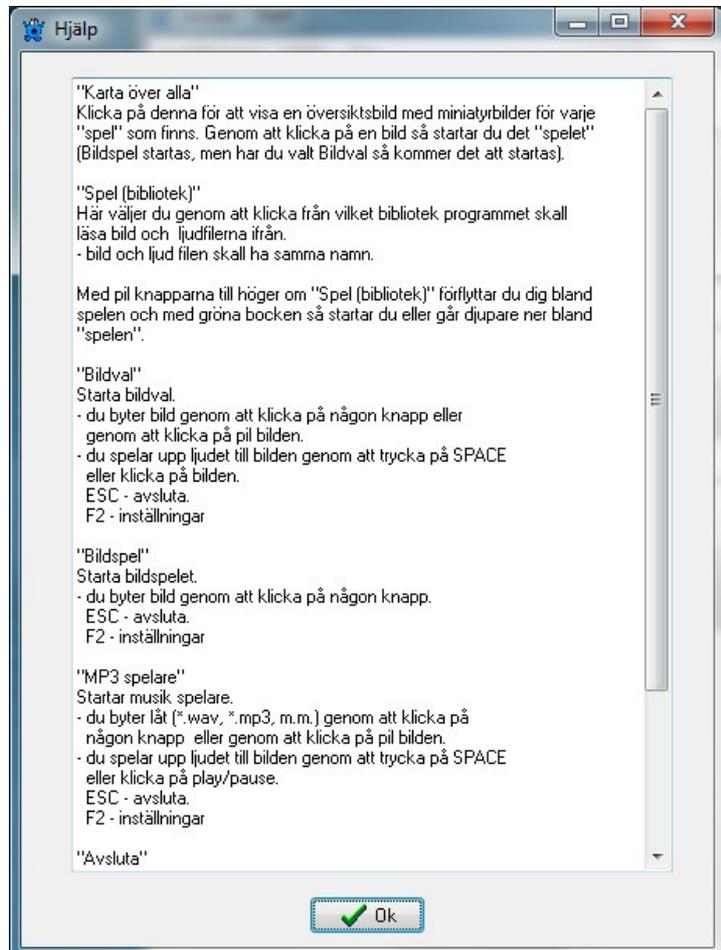 Hjälp
"Karta över alla"
Klicka på denna för att visa en översiktsbild med miniatyrbilder för varje
"spel" som finns. Genom att klicka på en bild så startar du det "spelet"
(Bildspel startas, men har du valt Bildval så kommer det att startas).
"Spel (bibliotek)"
Här väljer du genom att klicka från vilket bibliotek programmet skall
läsa bild och  ljudfilerna ifrån.
- bild och ljud filen skall ha samma namn.
Med pil knapparna till höger om "Spel (bibliotek)" förflyttar du dig bland
spelen och med gröna bocken så startar du eller går djupare ner bland
"spelen".
"Bildval"
Starta bildval.
- du byter bild genom att klicka på någon knapp eller
genom att klicka på pil bilden.
- du spelar upp ljudet till bilden genom att trycka på SPACE
eller klicka på bilden.
ESC - avsluta.
F2 - inställningar
"Bildspel"
Starta bildspelet.
- du byter bild genom att klicka på någon knapp.
ESC - avsluta.
F2 - inställningar
"MP3 spelare"
Startar musik spelare.
- du byter låt (*.wav, *.mp3, m.m.) genom att klicka på
någon knapp  eller genom att klicka på pil bilden.
- du spelar upp ljudet till bilden genom att trycka på SPACE
eller klicka på play/pause.
ESC - avsluta.
F2 - inställningar
"Avsluta"
Ok